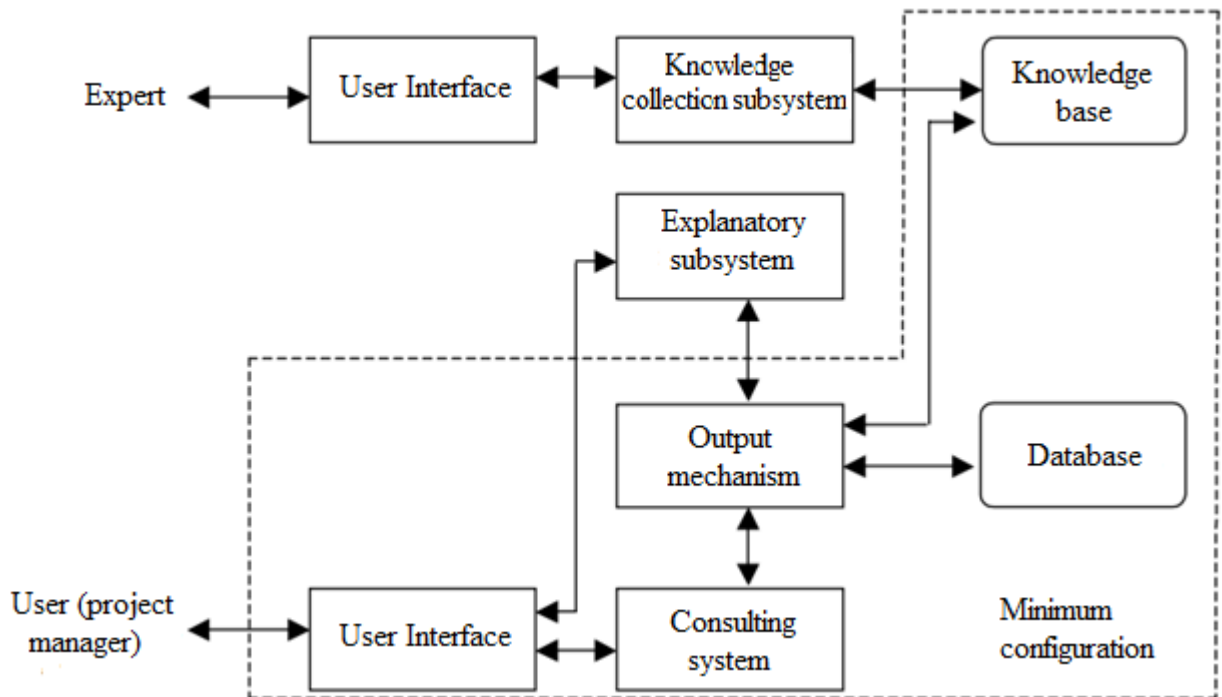 Expert
User Interface
Knowledge
collection subsystem
Knowledge
base
Explanatory
subsystem
Output
mechanism
Database
User (project
manager)
User Interface
Consulting
system
Minimum
configuration